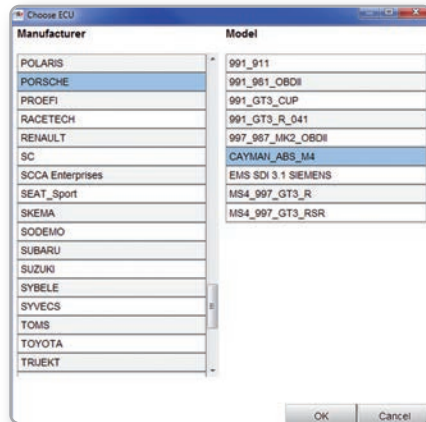 Choose ECU
Manufacturer
POLARIS
PORSCHE
PROEFI
RACETECH
RENAULT
SC
SCCA Enterprises
SEAT_Sport
SKEMA
SODEMO
SUBARU
SUZUKI
SYBELE
SYVECS
TOMS
TOYOTA
TRIJEKT
Model
991_911
991_981_OBDII
991_GT3_CUP
991_GT3_R_041
997_987_MK2_OBDII
CAYMAN_ABS_M4
EMS SDI 3.1 SIEMENS
MS4_997_GT3_R
MS4_997_GT3_RSR
OK
Cancel